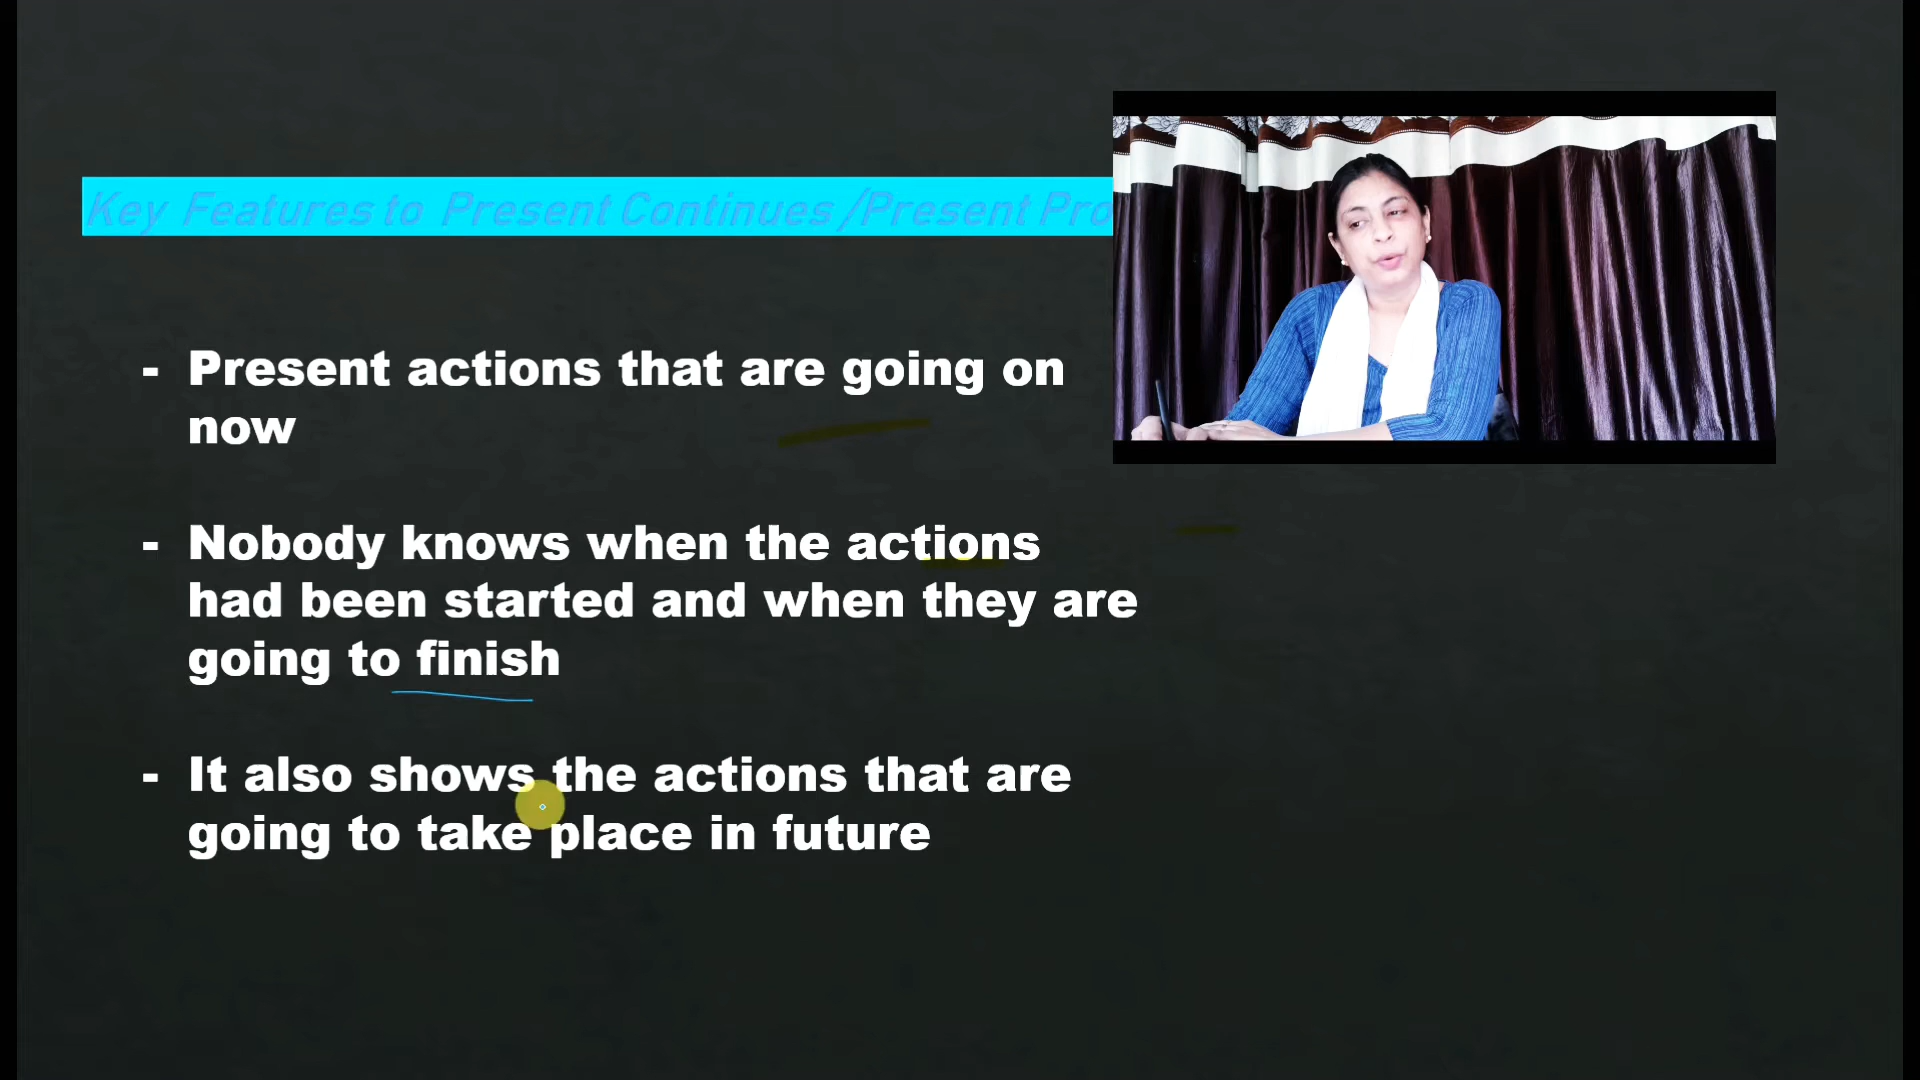 Key Features to Present Continues /Present Pro
- Present actions that are going on
now
- Nobody knows when the actions
had been started and when they are
going to finish
- It also shows the actions that are
going to take place in future